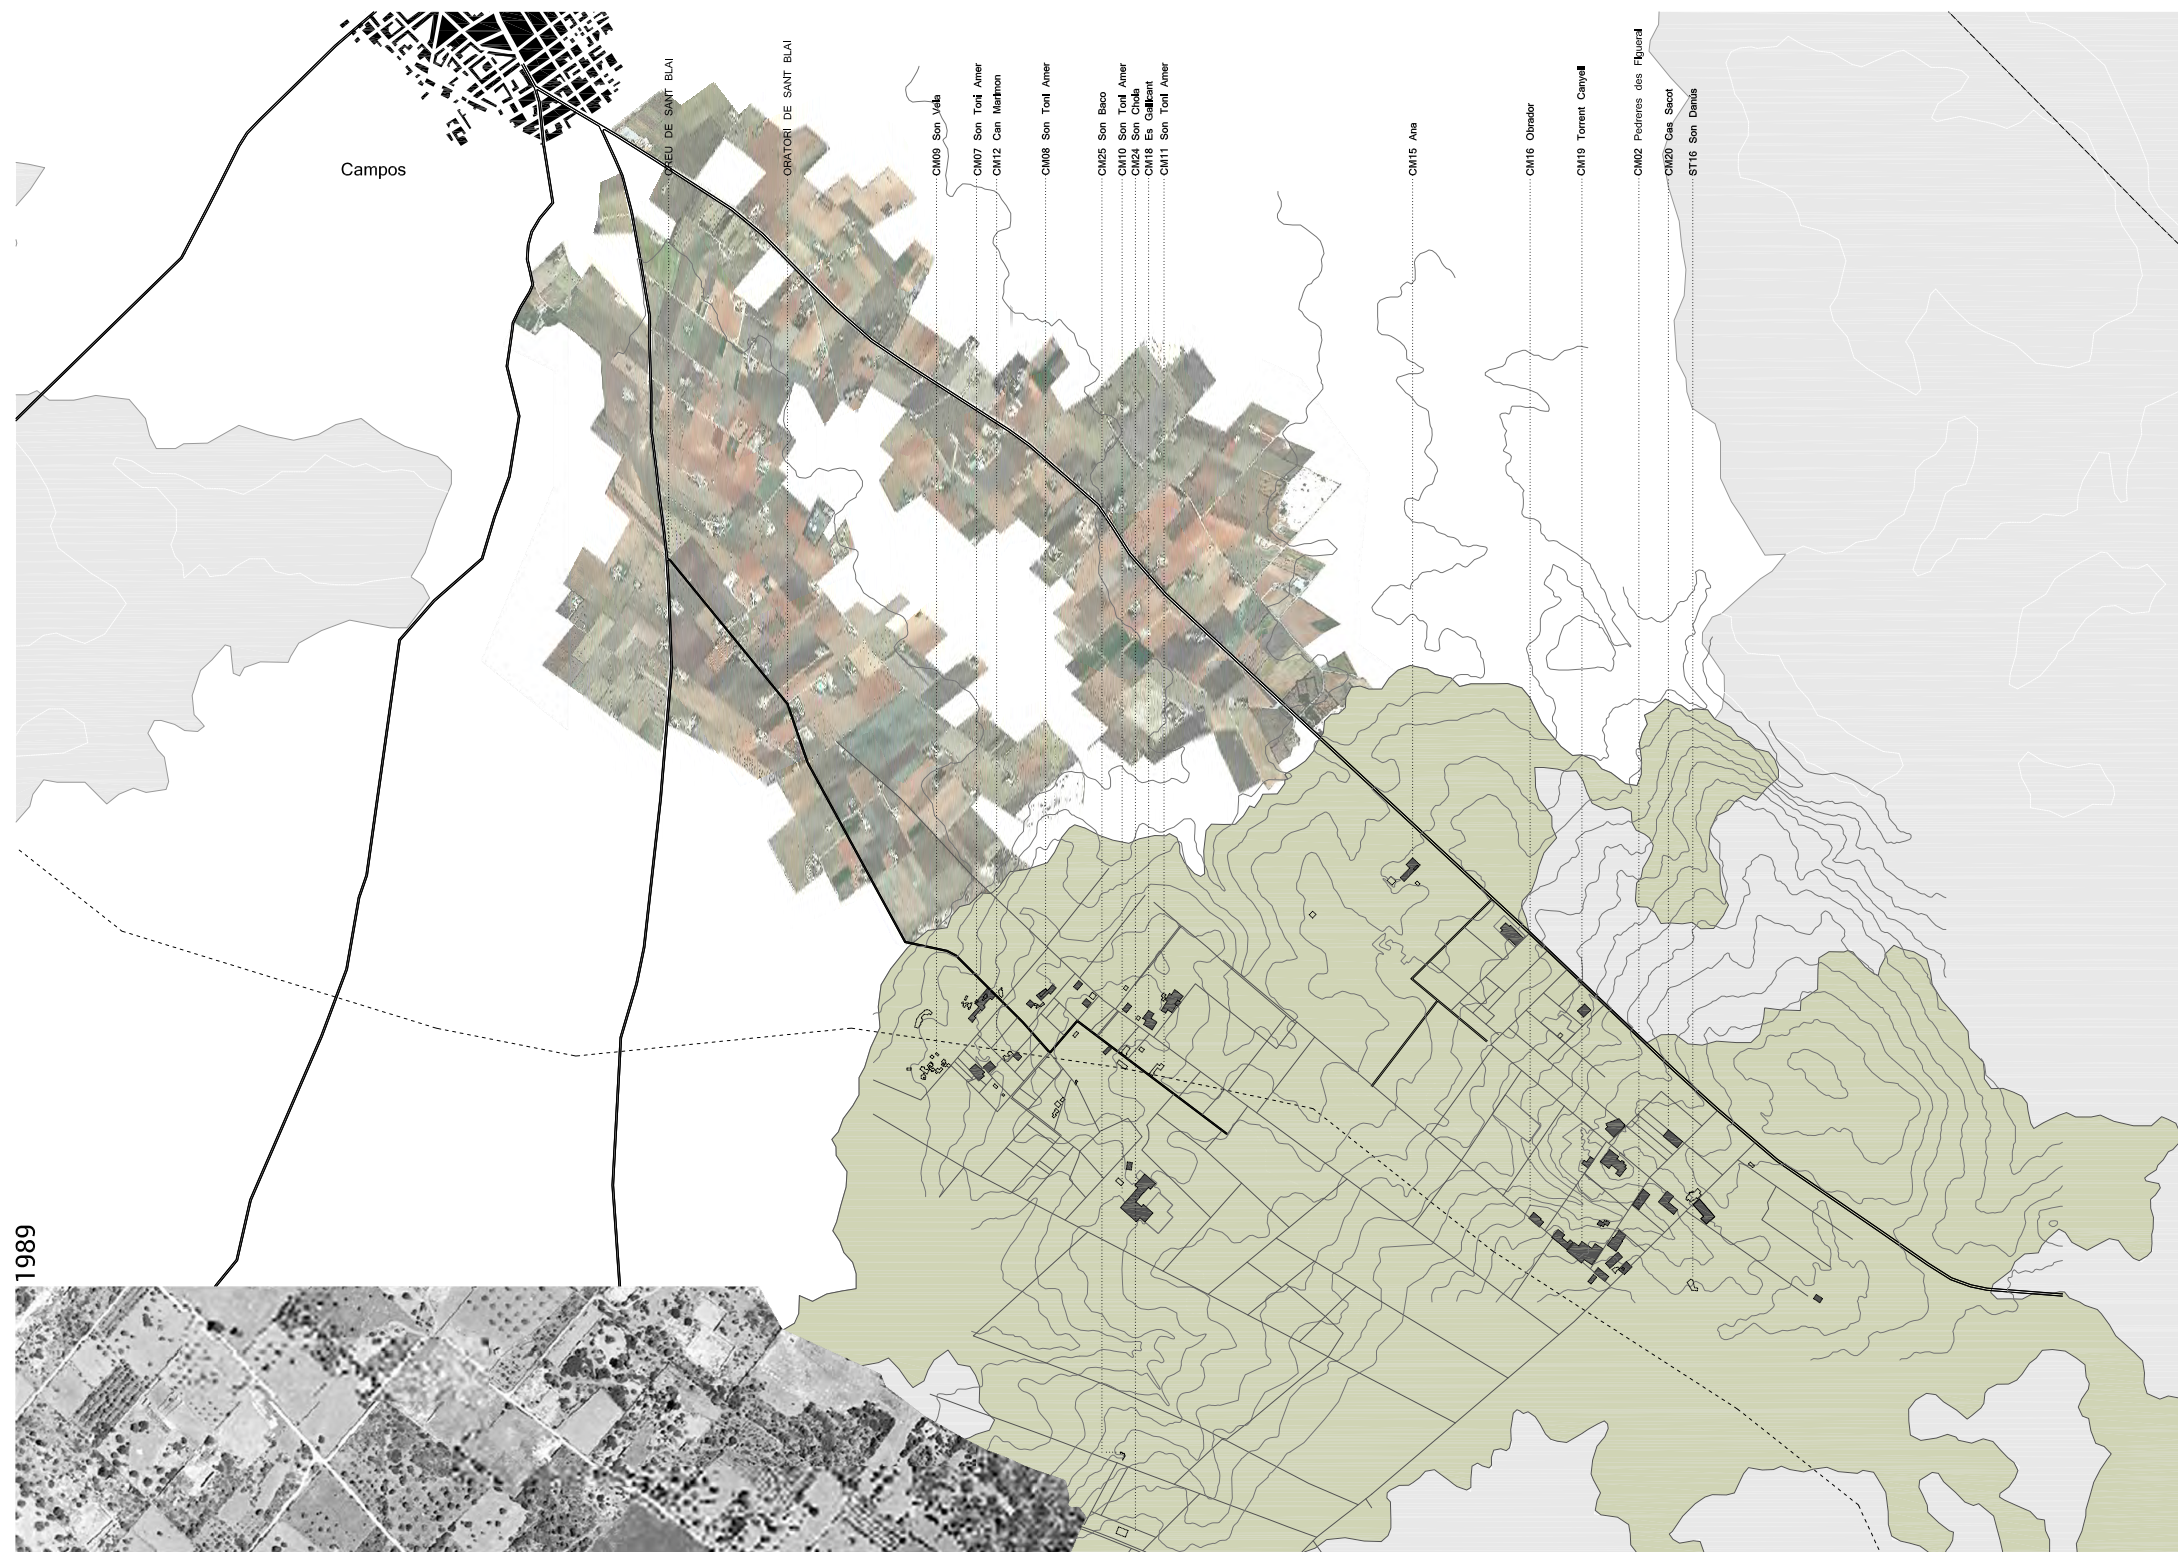 Campos
CREU DE SANT BLAI
ORATORI DE SANT BLAI
CM09 Son Vela
CM07 Son Toni Amer
CM12 Can Marimon
CM08 Son Toni Amer
CM25 Son Baco
CM10 Son Toni Amer
CM24 Son Chola
CM18 Es Gallicant
CM11 Son Toni Amer
CM15 Ana
CM16 Obrador
CM19 Torrent Canyell
CM02 Pedreres des Figueral
CM20 Cas Sacot
ST16 Son Danús
1989